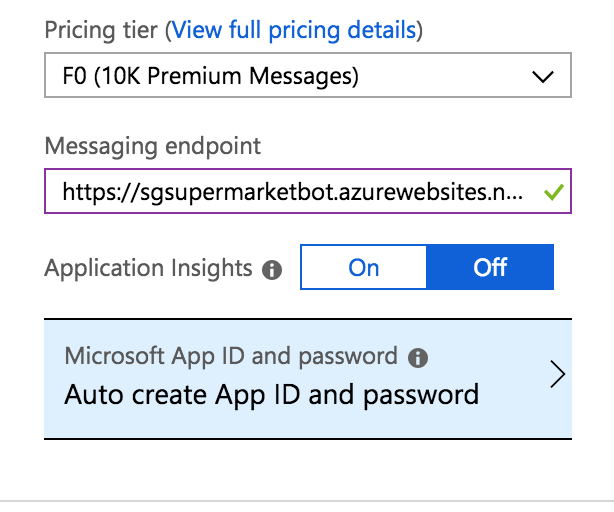 Pricing tier (View full pricing details)
F0 (10K Premium Messages)
Messaging endpoint
https://sgsupermarketbot.azurewebsites.n...
Application Insights
On
Off
Microsoft App ID and password
Auto create App ID and password